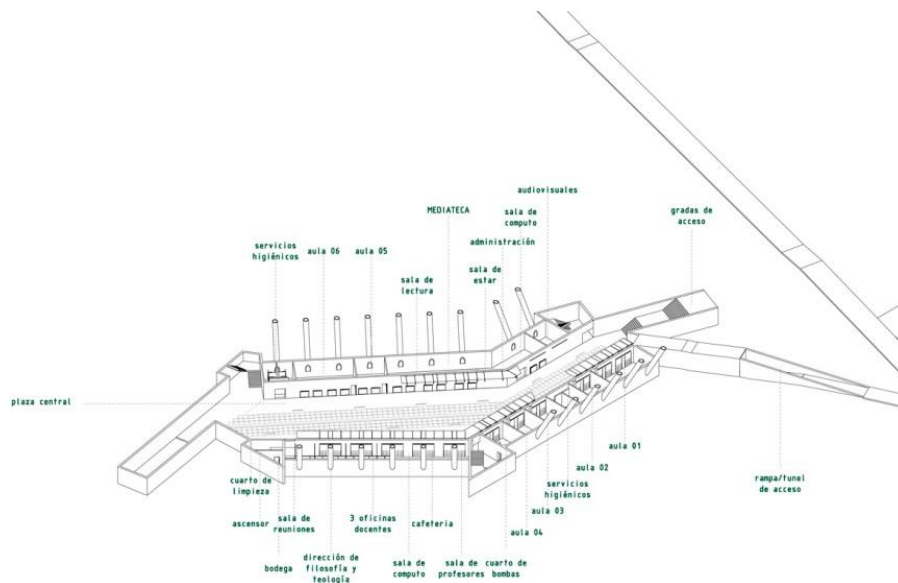 audiovisuales
MEDIATECA
sala de
computo
gradas de
acceso
servicios
higiénicos
aula 06
aula 05
administración
sala de
lectura
sala de
estar
plaza central
aula 01
aula 02
rampa/tunel
de acceso
cuarto de
limpieza
servicios
higiénicos
aula 03
ascensor
sala de
reuniones
3 oficinas
docentes
cafeteria
aula 04
bodega
dirección de
filosofía y
teología
sala de
computo
sala de
profesores
cuarto de
bombas